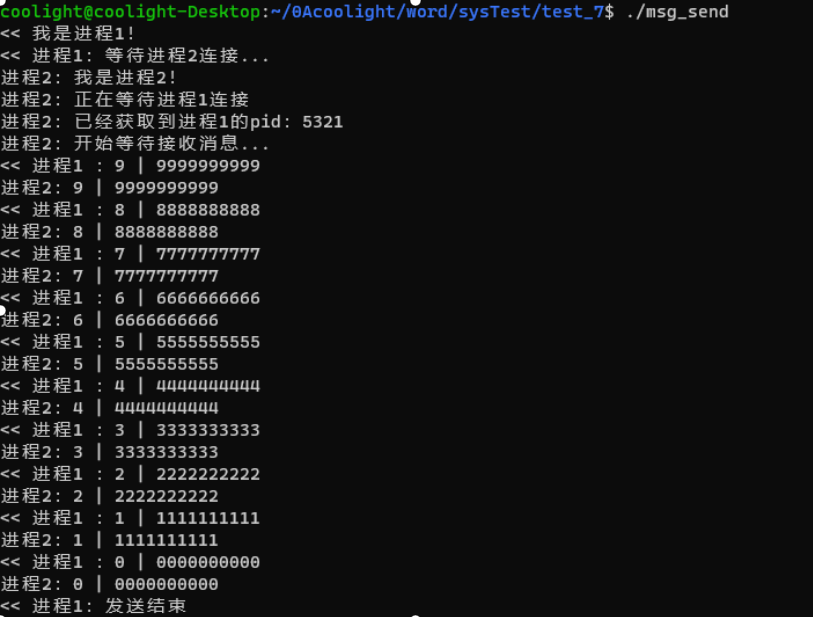 coolight@coolight-Desktop:~/0Acoolight/word/sysTest/test_7$ ./msg_send
<< 我是进程1!
<< 进程1: 等待进程2连接...
进程2: 我是进程2!
进程2: 正在等待进程1连接
进程2: 已经获取到进程1的pid: 5321
进程2: 开始等待接收消息...
<< 进程1 : 9 | 9999999999
进程2: 9 | 9999999999
<< 进程1 : 8 | 8888888888
进程2: 8 | 8888888888
<< 进程1 : 7 | 7777777777
进程2: 7 | 7777777777
<< 进程1 : 6 | 6666666666
进程2: 6 | 6666666666
<< 进程1 : 5 | 5555555555
进程2: 5 | 5555555555
<< 进程1 : 4 | 4444444444
进程2: 4 | 4444444444
<< 进程1 : 3 | 3333333333
进程2: 3 | 3333333333
<< 进程1 : 2 | 2222222222
进程2: 2 | 2222222222
<< 进程1 : 1 | 1111111111
进程2: 1 | 1111111111
<< 进程1 : 0 | 0000000000
进程2: 0 | 0000000000
<< 进程1: 发送结束